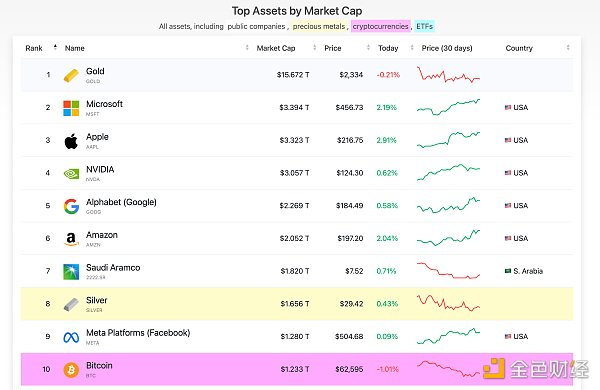 Top Assets by Market Cap
All assets, including public companies , precious metals , cryptocurrencies , ETFs
Rank Name Market Cap Price Today Price (30 days) Country
1 Gold $15.672 T $2,334 -0.21%
GOLD
2 Microsoft $3.394 T $456.73 2.19% USA
MSFT
3 Apple $3.323 T $216.75 2.91% USA
AAPL
4 NVIDIA $3.057 T $124.30 0.62% USA
NVDA
5 Alphabet (Google) $2.269 T $184.49 0.58% USA
GOOG
6 Amazon $2.052 T $197.20 2.04% USA
AMZN
7 Saudi Aramco $1.820 T $7.52 0.71% S. Arabia
2222.SR
8 Silver $1.656 T $29.42 0.43%
SILVER
9 Meta Platforms (Facebook) $1.280 T $504.68 0.09% USA
META
10 Bitcoin $1.233 T $62,595 -1.01%
BTC
金色财经